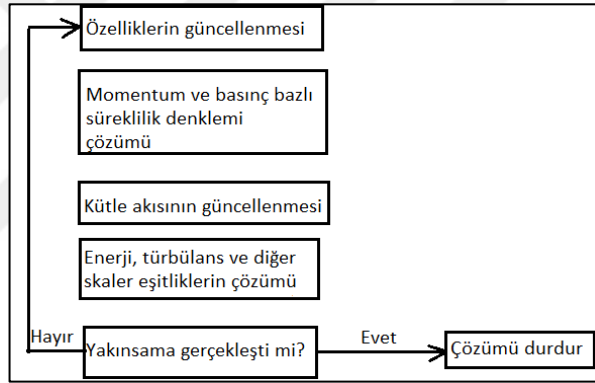 Özelliklerin güncellenmesi
Momentum ve basınç bazlı
süreklilik denklemi
çözümü
Kütle akısının güncellenmesi
Enerji, türbülans ve diğer
skaler eşitliklerin çözümü
Hayır
Yakınsama gerçekleşti mi?
Evet
Çözümü durdur